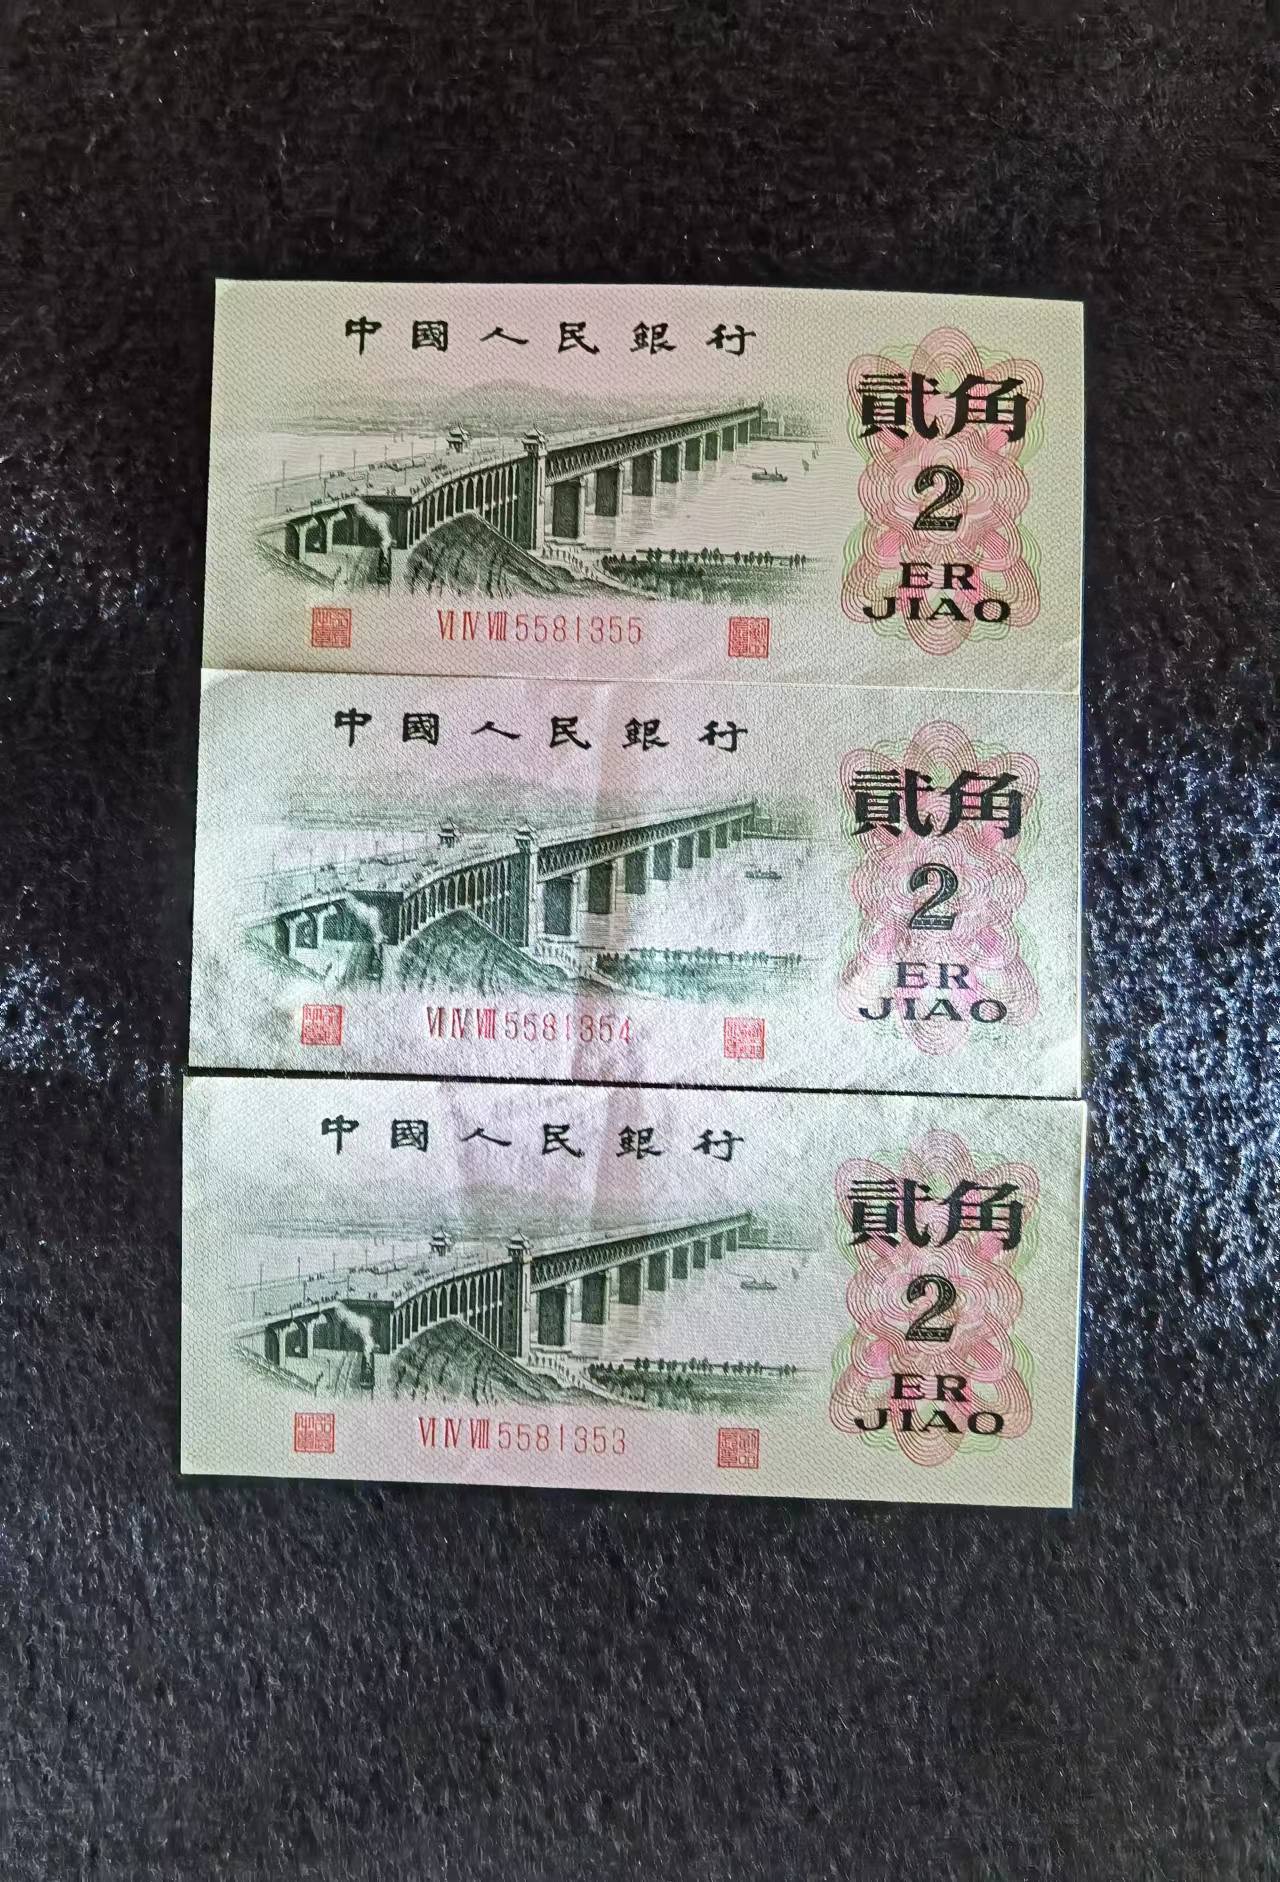 中國人民銀行
貳角
2
ER
JIAO
Ⅵ Ⅳ Ⅷ 5581355
中國人民銀行
貳角
2
ER
JIAO
Ⅵ Ⅳ Ⅷ 5581354
中國人民銀行
貳角
2
ER
JIAO
Ⅵ Ⅳ Ⅷ 5581353